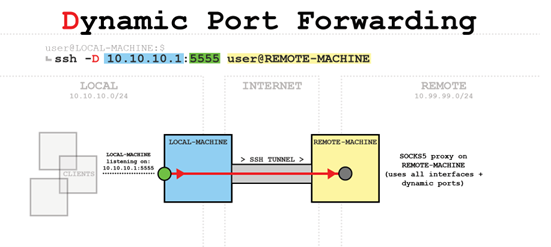 Dynamic Port Forwarding
user@LOCAL-MACHINE:$
ssh -D 10.10.10.1:5555 user@REMOTE-MACHINE
LOCAL
10.10.10.0/24
INTERNET
REMOTE
10.99.99.0/24
CLIENTS
LOCAL-MACHINE
listening on:
10.10.10.1:5555
LOCAL-MACHINE
> SSH TUNNEL >
REMOTE-MACHINE
SOCKS5 proxy on
REMOTE-MACHINE
(uses all interfaces +
dynamic ports)